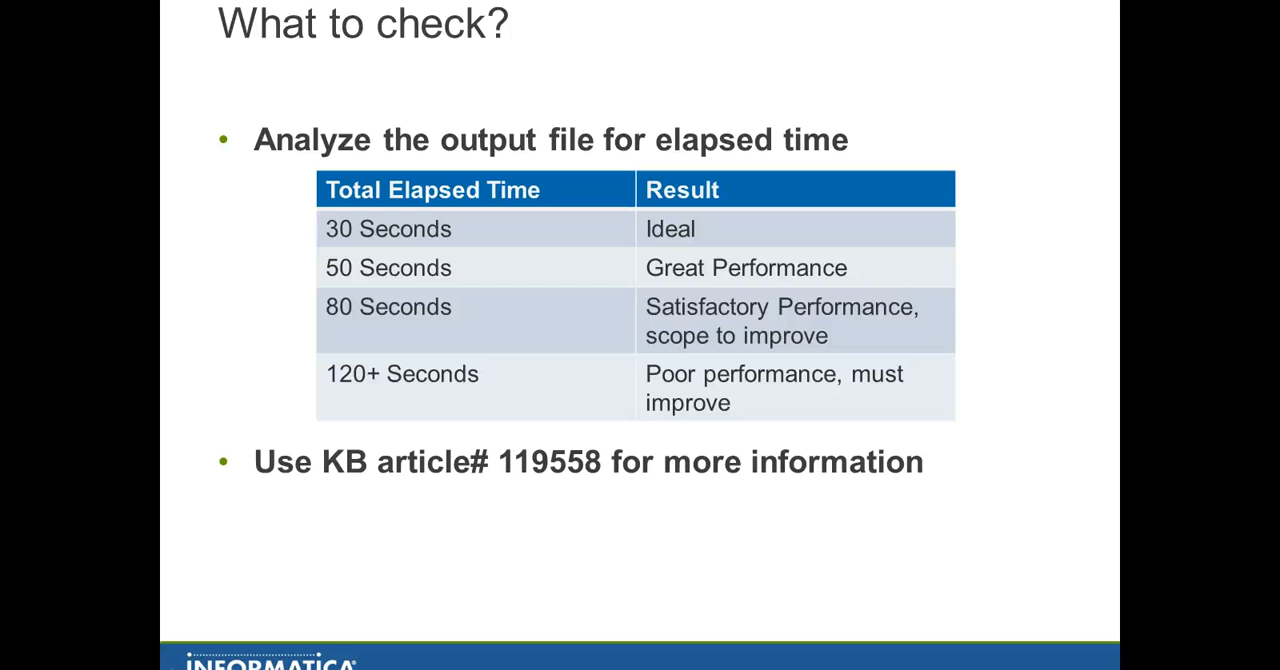 What to check?
• Analyze the output file for elapsed time
Total Elapsed Time Result
30 Seconds Ideal
50 Seconds Great Performance
80 Seconds Satisfactory Performance,
scope to improve
120+ Seconds Poor performance, must
improve
• Use KB article# 119558 for more information
INFORMATICA